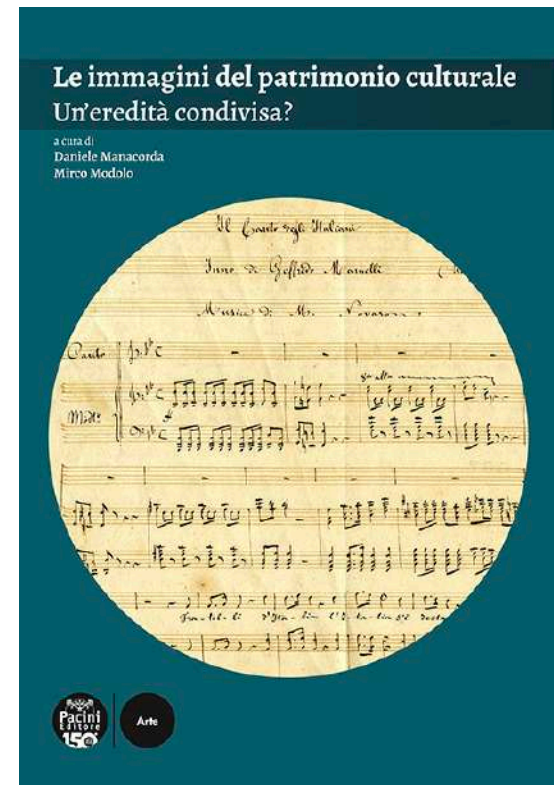 Le immagini del patrimonio culturale
Un'eredità condivisa?
a cura di
Daniele Manacorda
Mirco Modolo
Il Canto degli Italiani
Inno di Goffredo Mamelli
Musica di M. Novaro
Canto
Pacini
Editore
150
Arte